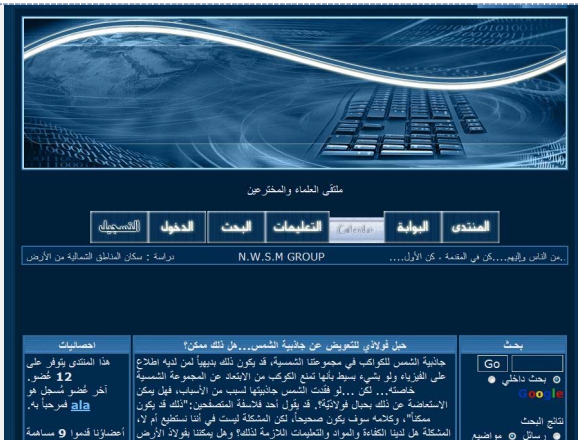 ملتقى العلماء والمخترعين
المنتدى البوابة Calendar التعليمات البحث الدخول التسجيل
..من الناس وإليهم....كن في المقدمة ، كن الأول.... N.W.S.M GROUP دراسة : سكان المناطق الشمالية من الأرض
بحث
Go
بحث داخلي
Google
نتائج البحث
رسائل مواضيع
حبل فولاذي للتعويض عن جاذبية الشمس...هل ذلك ممكن؟
جاذبية الشمس للكواكب في مجموعتنا الشمسية، قد يكون ذلك بديهياً لمن لديه اطلاع
على الفيزياء ولو بشيء بسيط بأنها تمنع الكوكب من الابتعاد عن المجموعة الشمسية
خاصته... لكن ...لو فقدت الشمس جاذبيتها لسبب من الأسباب، فهل يمكن
الاستعاضة عن ذلك بحبال فولاذيّة؟. قد يقول أحد فلاسفة المتصفحين:"ذلك قد يكون
ممكناً"، وكلامه سوف يكون صحيحاً، لكن المشكلة ليست في أننا نستطيع أم لا،
المشكلة هل لدينا الكفاءة والمواد والتعليمات اللازمة لذلك؟ وهل يمكننا بفولاذ الأرض
احصائيات
هذا المنتدى يتوفر على
12 عُضو.
آخر عُضو مُسجل هو
ala فمرحباً به.
أعضاؤنا قدموا 9 مساهمة